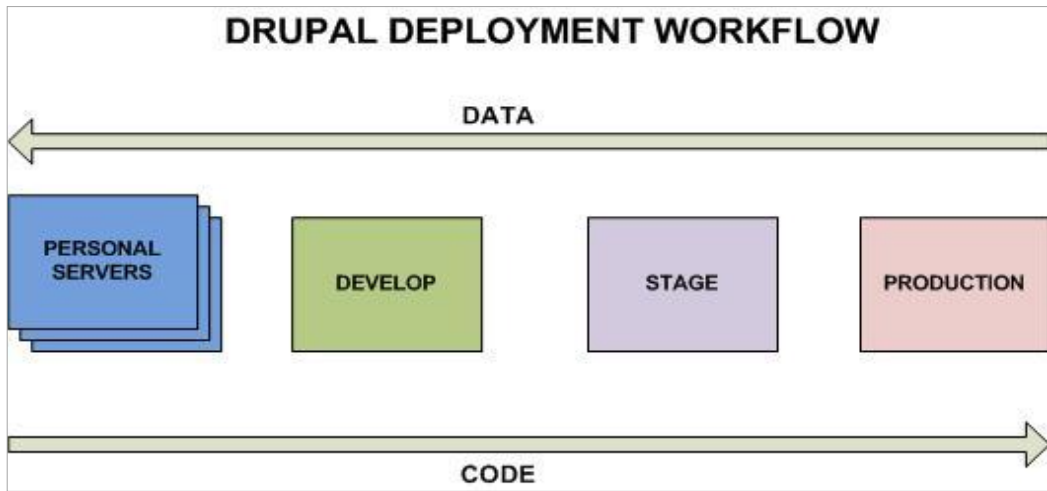 DRUPAL DEPLOYMENT WORKFLOW
DATA
PERSONAL
SERVERS
DEVELOP
STAGE
PRODUCTION
CODE